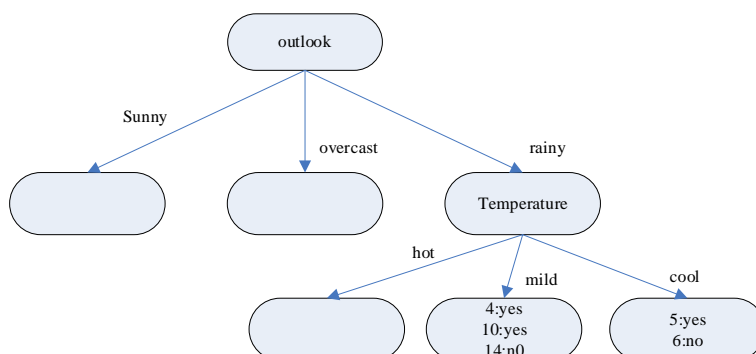 outlook
Sunny
overcast
rainy
Temperature
hot
mild
cool
4:yes
10:yes
14:n0
5:yes
6:no